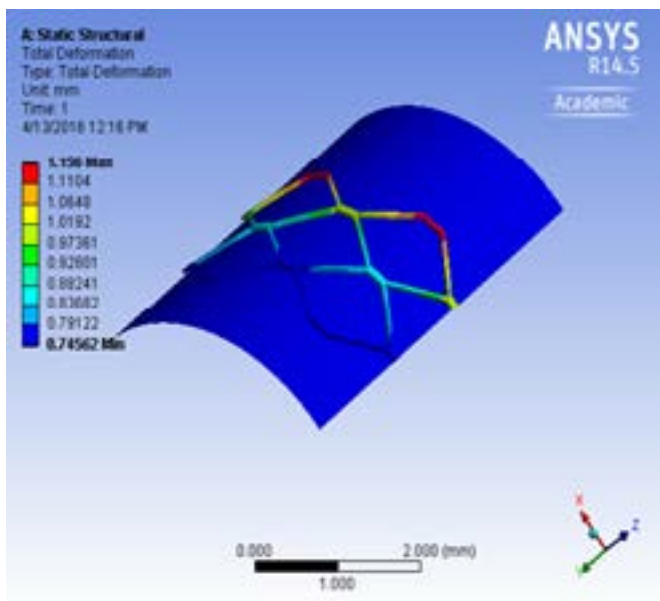 A: Static Structural
Total Deformation
Type: Total Deformation
Unit: mm
Time: 1
4/13/2018 12:16 PM
ANSYS
R14.5
Academic
1.156 Max
1.1104
1.0648
1.0192
0.97361
0.92801
0.88241
0.83682
0.79122
0.74562 Min
X
Z
Y
0.000
2.000 (mm)
1.000